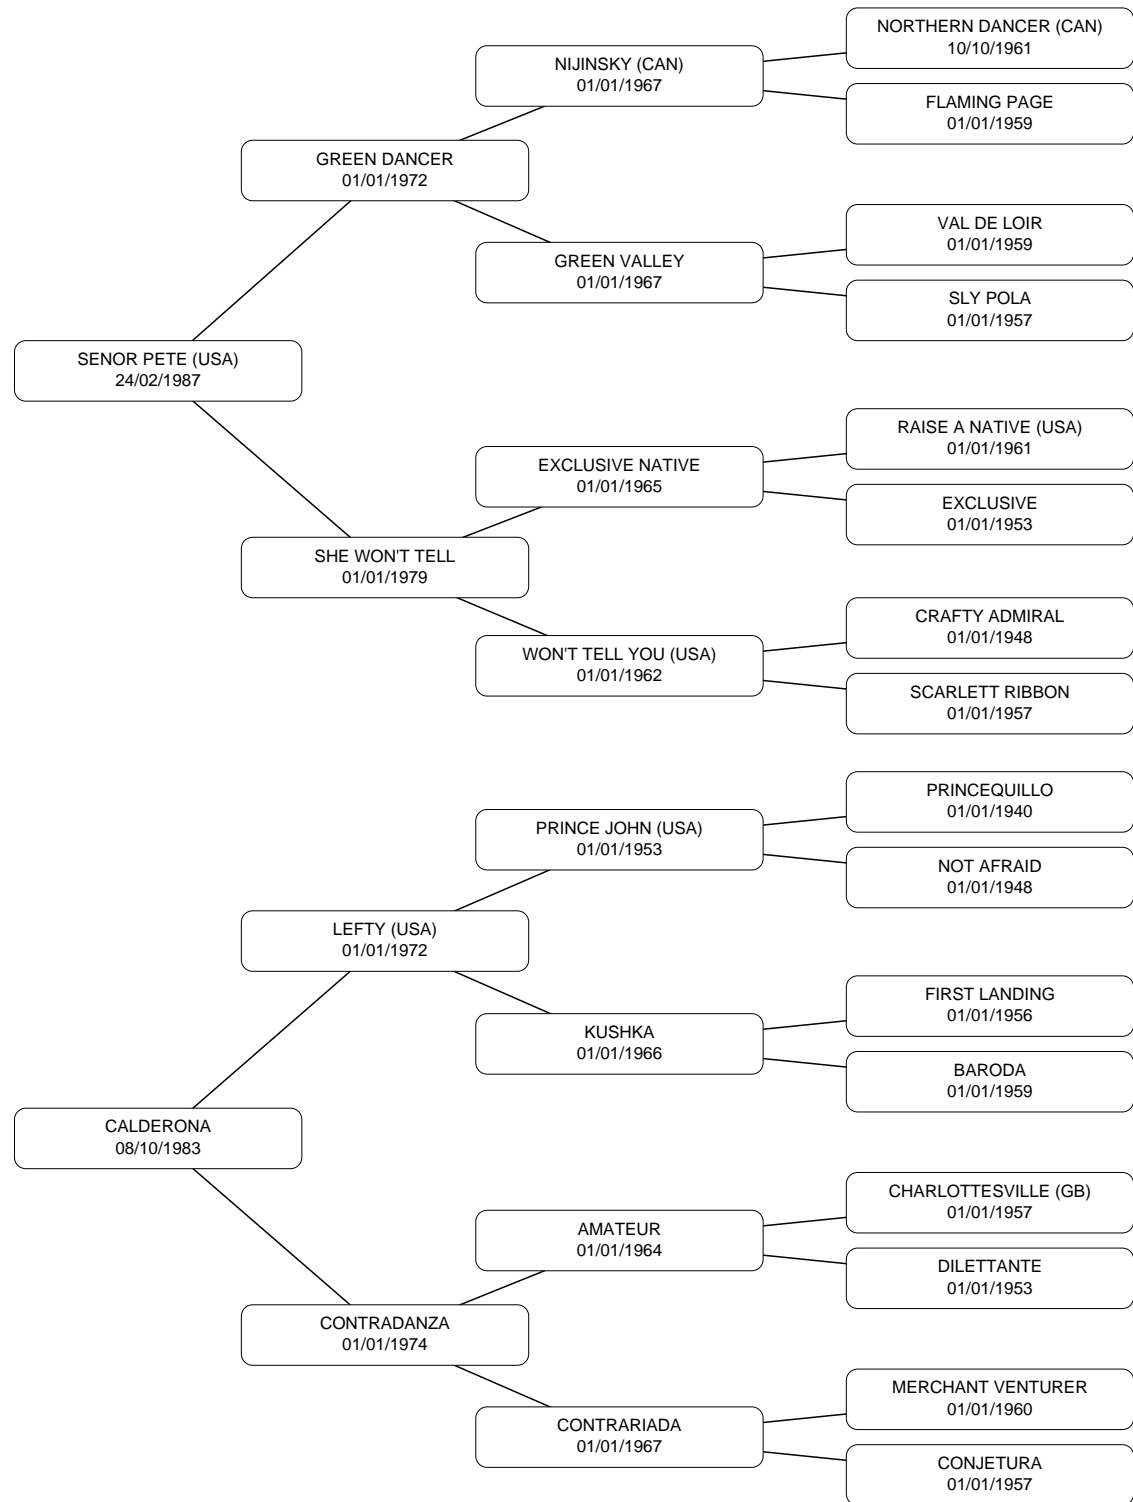 NORTHERN DANCER (CAN)
10/10/1961
NIJINSKY (CAN)
01/01/1967
FLAMING PAGE
01/01/1959
GREEN DANCER
01/01/1972
VAL DE LOIR
01/01/1959
GREEN VALLEY
01/01/1967
SLY POLA
01/01/1957
SENOR PETE (USA)
24/02/1987
RAISE A NATIVE (USA)
01/01/1961
EXCLUSIVE NATIVE
01/01/1965
EXCLUSIVE
01/01/1953
SHE WON'T TELL
01/01/1979
CRAFTY ADMIRAL
01/01/1948
WON'T TELL YOU (USA)
01/01/1962
SCARLETT RIBBON
01/01/1957
PRINCEQUILLO
01/01/1940
PRINCE JOHN (USA)
01/01/1953
NOT AFRAID
01/01/1948
LEFTY (USA)
01/01/1972
FIRST LANDING
01/01/1956
KUSHKA
01/01/1966
BARODA
01/01/1959
CALDERONA
08/10/1983
CHARLOTTESVILLE (GB)
01/01/1957
AMATEUR
01/01/1964
DILETTANTE
01/01/1953
CONTRADANZA
01/01/1974
MERCHANT VENTURER
01/01/1960
CONTRARIADA
01/01/1967
CONJETURA
01/01/1957